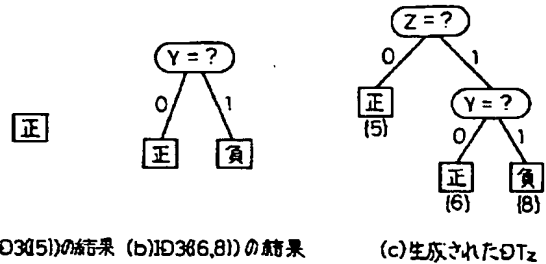 Z = ?
0 1
Y = ?
0 1
正
正
負
正
{5}
Y = ?
0 1
正
負
{6}
{8}
ID3({5})の結果 (b)ID3({6,8})の結果 (c)生成されたDTz